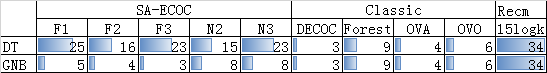 SA-ECOC Classic Recm
F1 F2 F3 N2 N3 DECOC Forest OVA OVO 15logk
DT 25 16 23 15 23 3 9 4 6 34
GNB 5 4 3 8 8 3 9 4 6 34